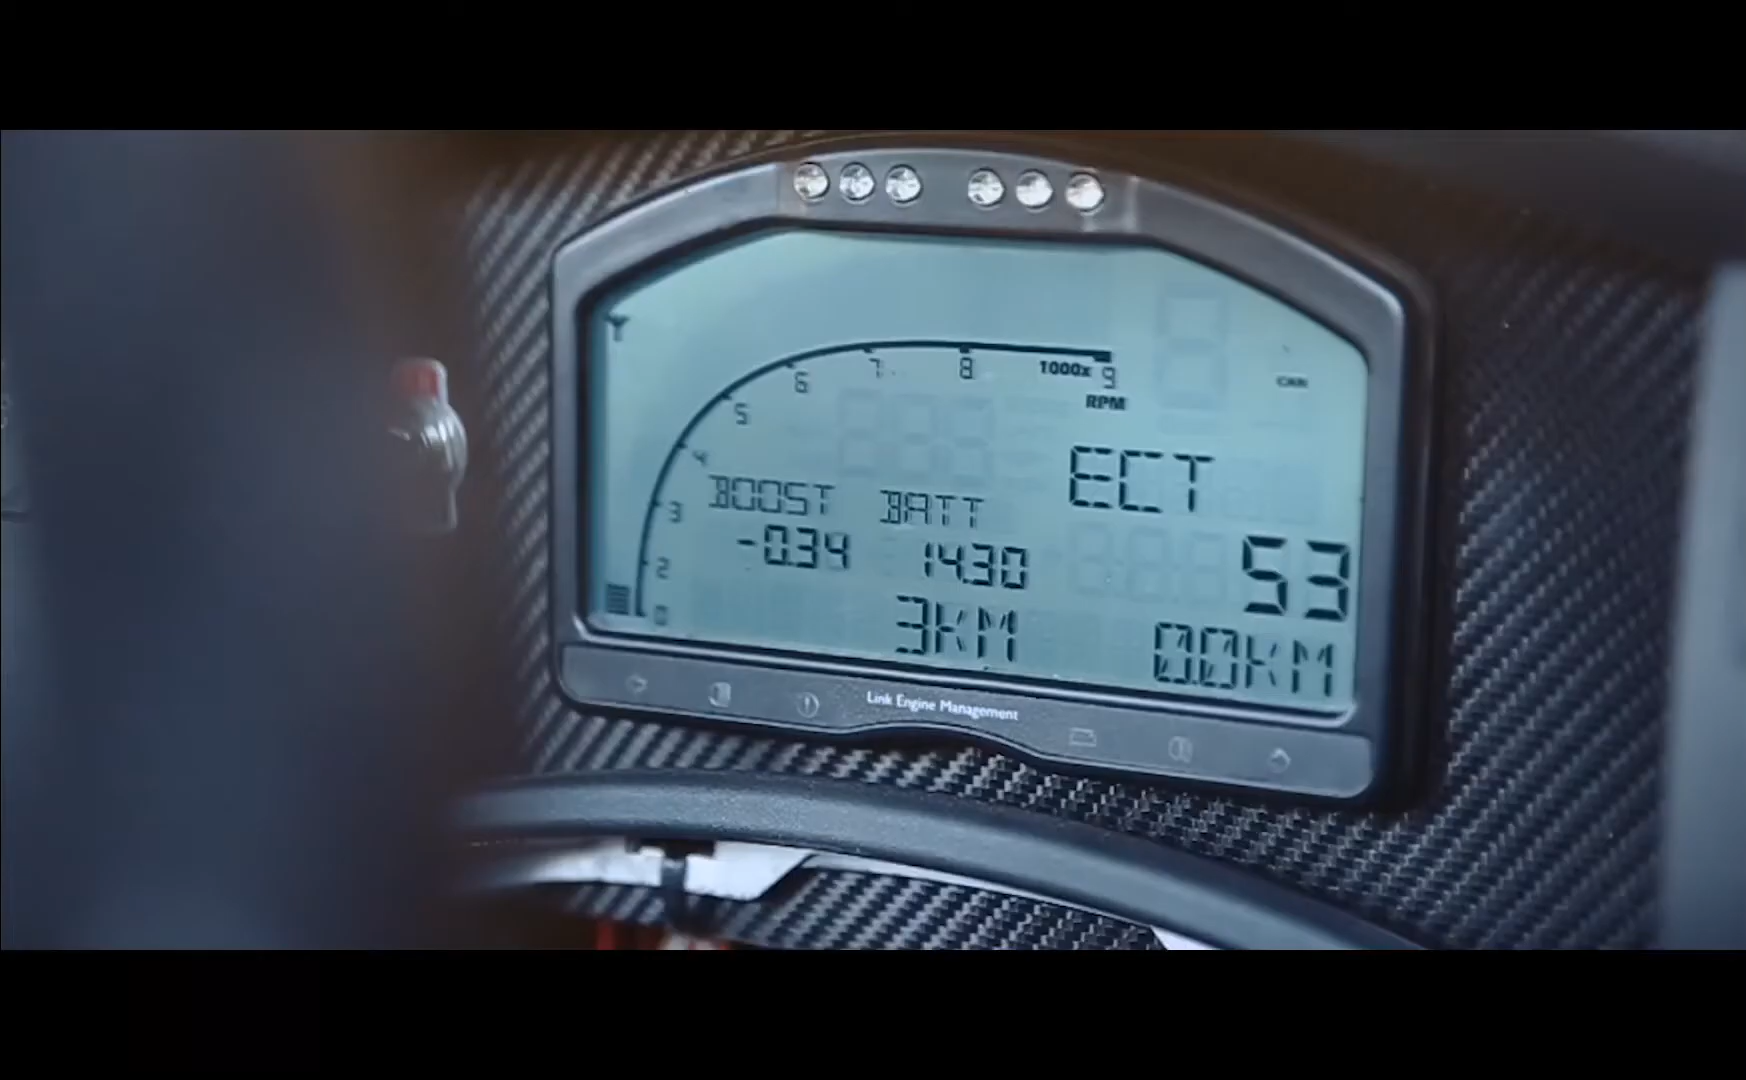 7
8
1000x 9
6
RPM
CAN
5
4
ECT
BOOST BATT
3
-0.34 14.30 53
2
0
3KM 0.0KM
Link Engine Management